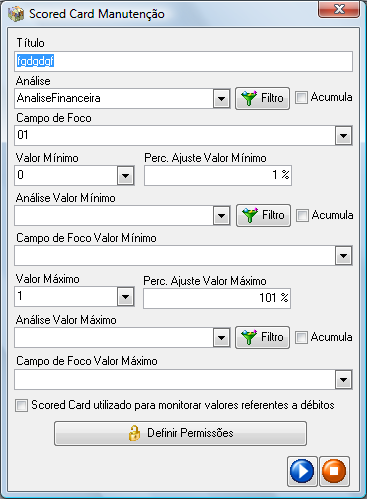 Scored Card Manutenção
Título
fgdgdgf
Análise
AnaliseFinanceira Filtro Acumula
Campo de Foco
01
Valor Mínimo Perc. Ajuste Valor Mínimo
0 1 %
Análise Valor Mínimo
Filtro Acumula
Campo de Foco Valor Mínimo
Valor Máximo Perc. Ajuste Valor Máximo
1 101 %
Análise Valor Máximo
Filtro Acumula
Campo de Foco Valor Máximo
Scored Card utilizado para monitorar valores referentes a débitos
Definir Permissões